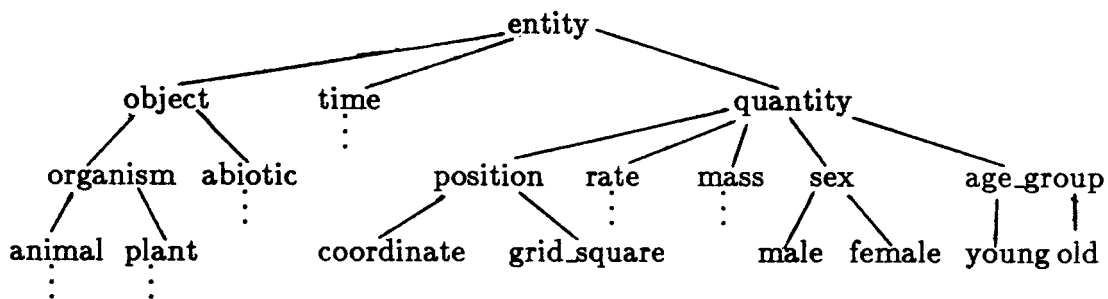 entity
object time quantity
organism abiotic position rate mass sex age_group
animal plant coordinate grid_square male female young old